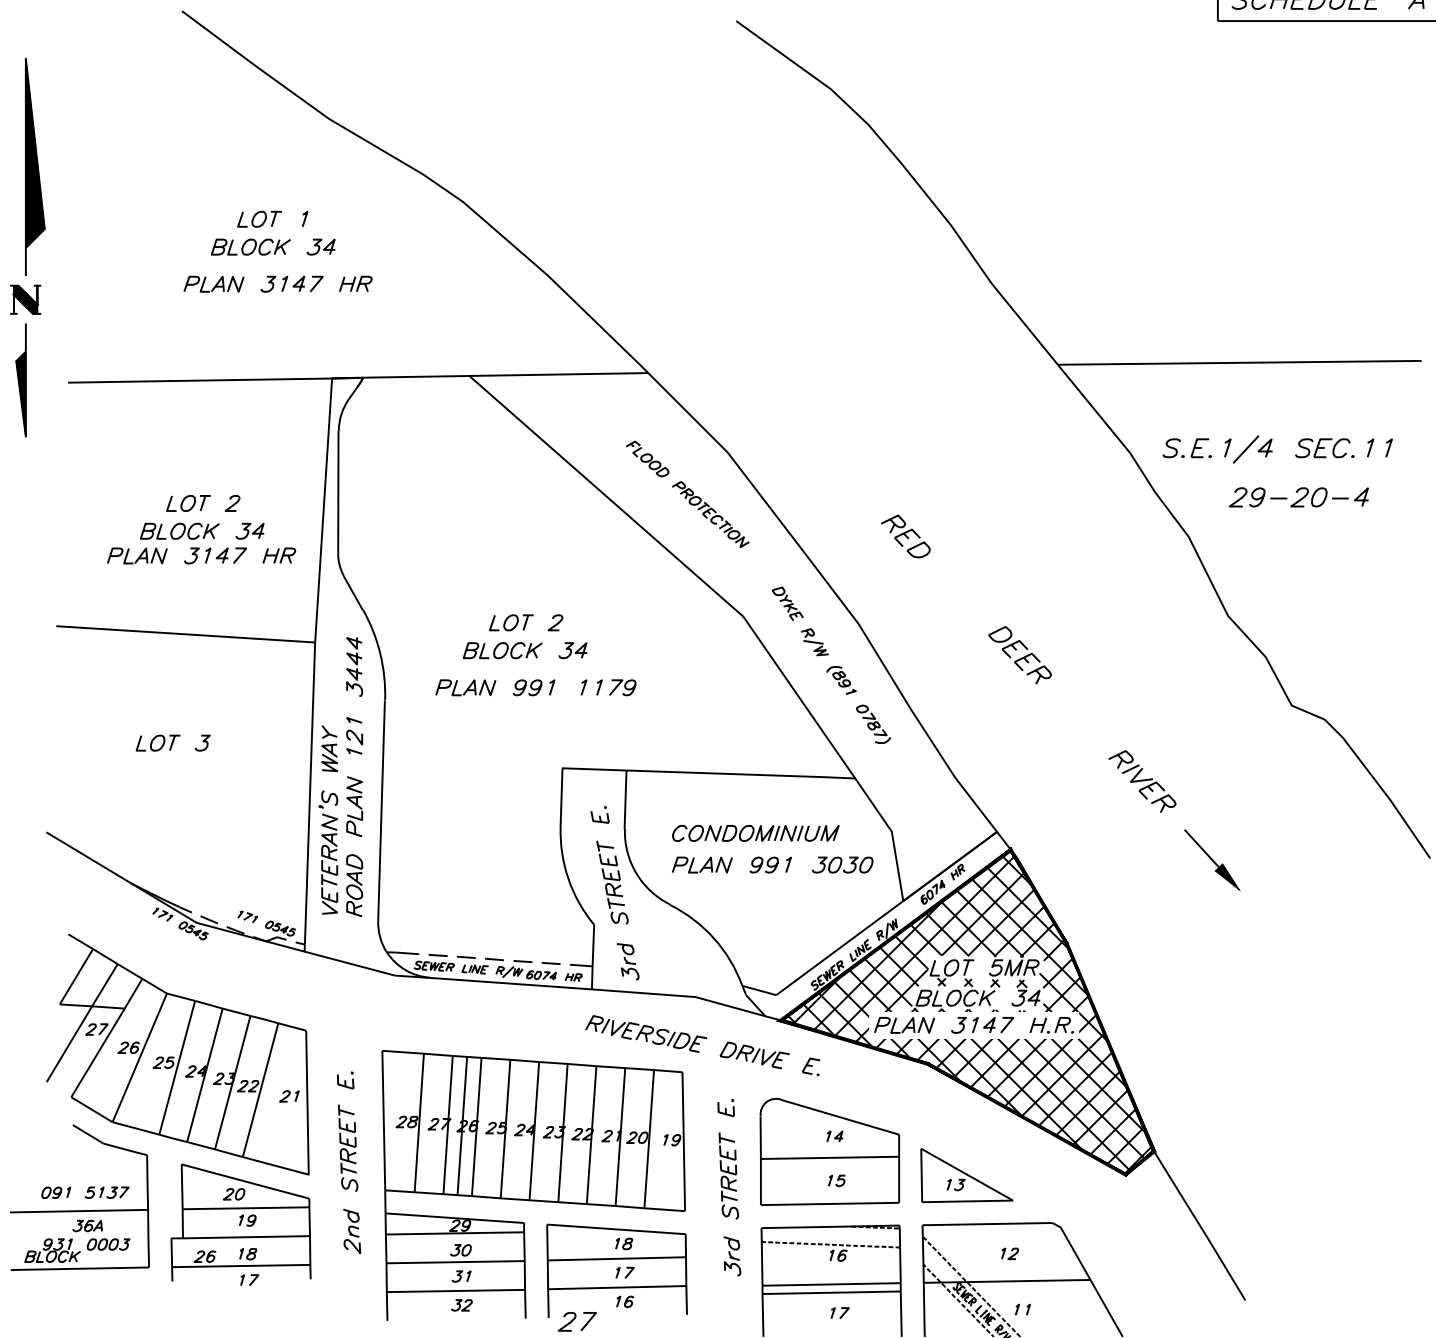 SCHEDULE "A"
N
LOT 1
BLOCK 34
PLAN 3147 HR
LOT 2
BLOCK 34
PLAN 3147 HR
LOT 3
VETERAN'S WAY
ROAD PLAN 121 3444
LOT 2
BLOCK 34
PLAN 991 1179
FLOOD PROTECTION
DYKE R/W (891 0787)
RED
DEER
RIVER
S.E.1/4 SEC.11
29-20-4
3rd STREET E.
CONDOMINIUM
PLAN 991 3030
SEWER LINE R/W 6074 HR
LOT 5MR
BLOCK 34
PLAN 3147 H.R.
171 0545
171 0545
SEWER LINE R/W 6074 HR
RIVERSIDE DRIVE E.
27
26
25
24
23
22
21
2nd STREET E.
28
27
26
25
24
23
22
21
20
19
3rd STREET E.
14
15
13
091 5137
36A
931 0003
BLOCK
20
19
26
18
17
29
30
31
32
18
17
16
27
16
17
12
11
SEWER LINE R/W